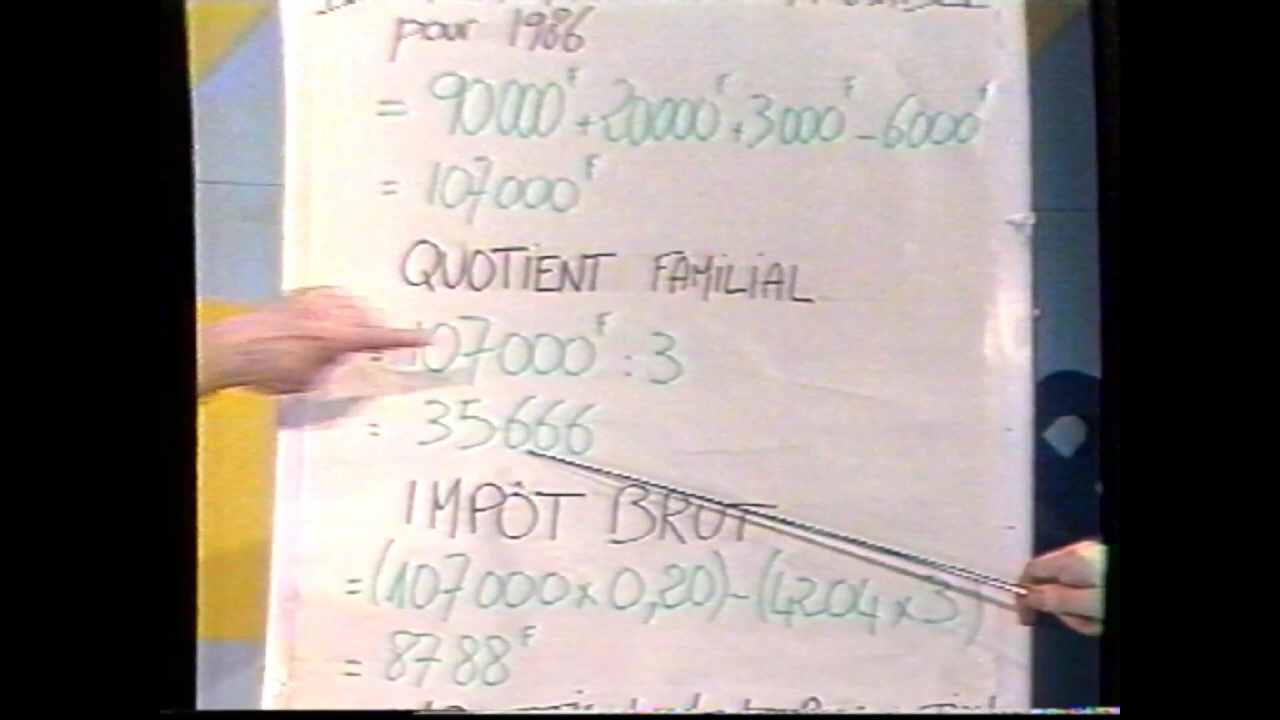 pour 1986
= 90000F + 20000F + 3000F - 6000F
= 107000F
QUOTIENT FAMILIAL
= 107000F : 3
= 35666
IMPÔT BRUT
= (107000 x 0,20) - (4204 x 3)
= 8788F